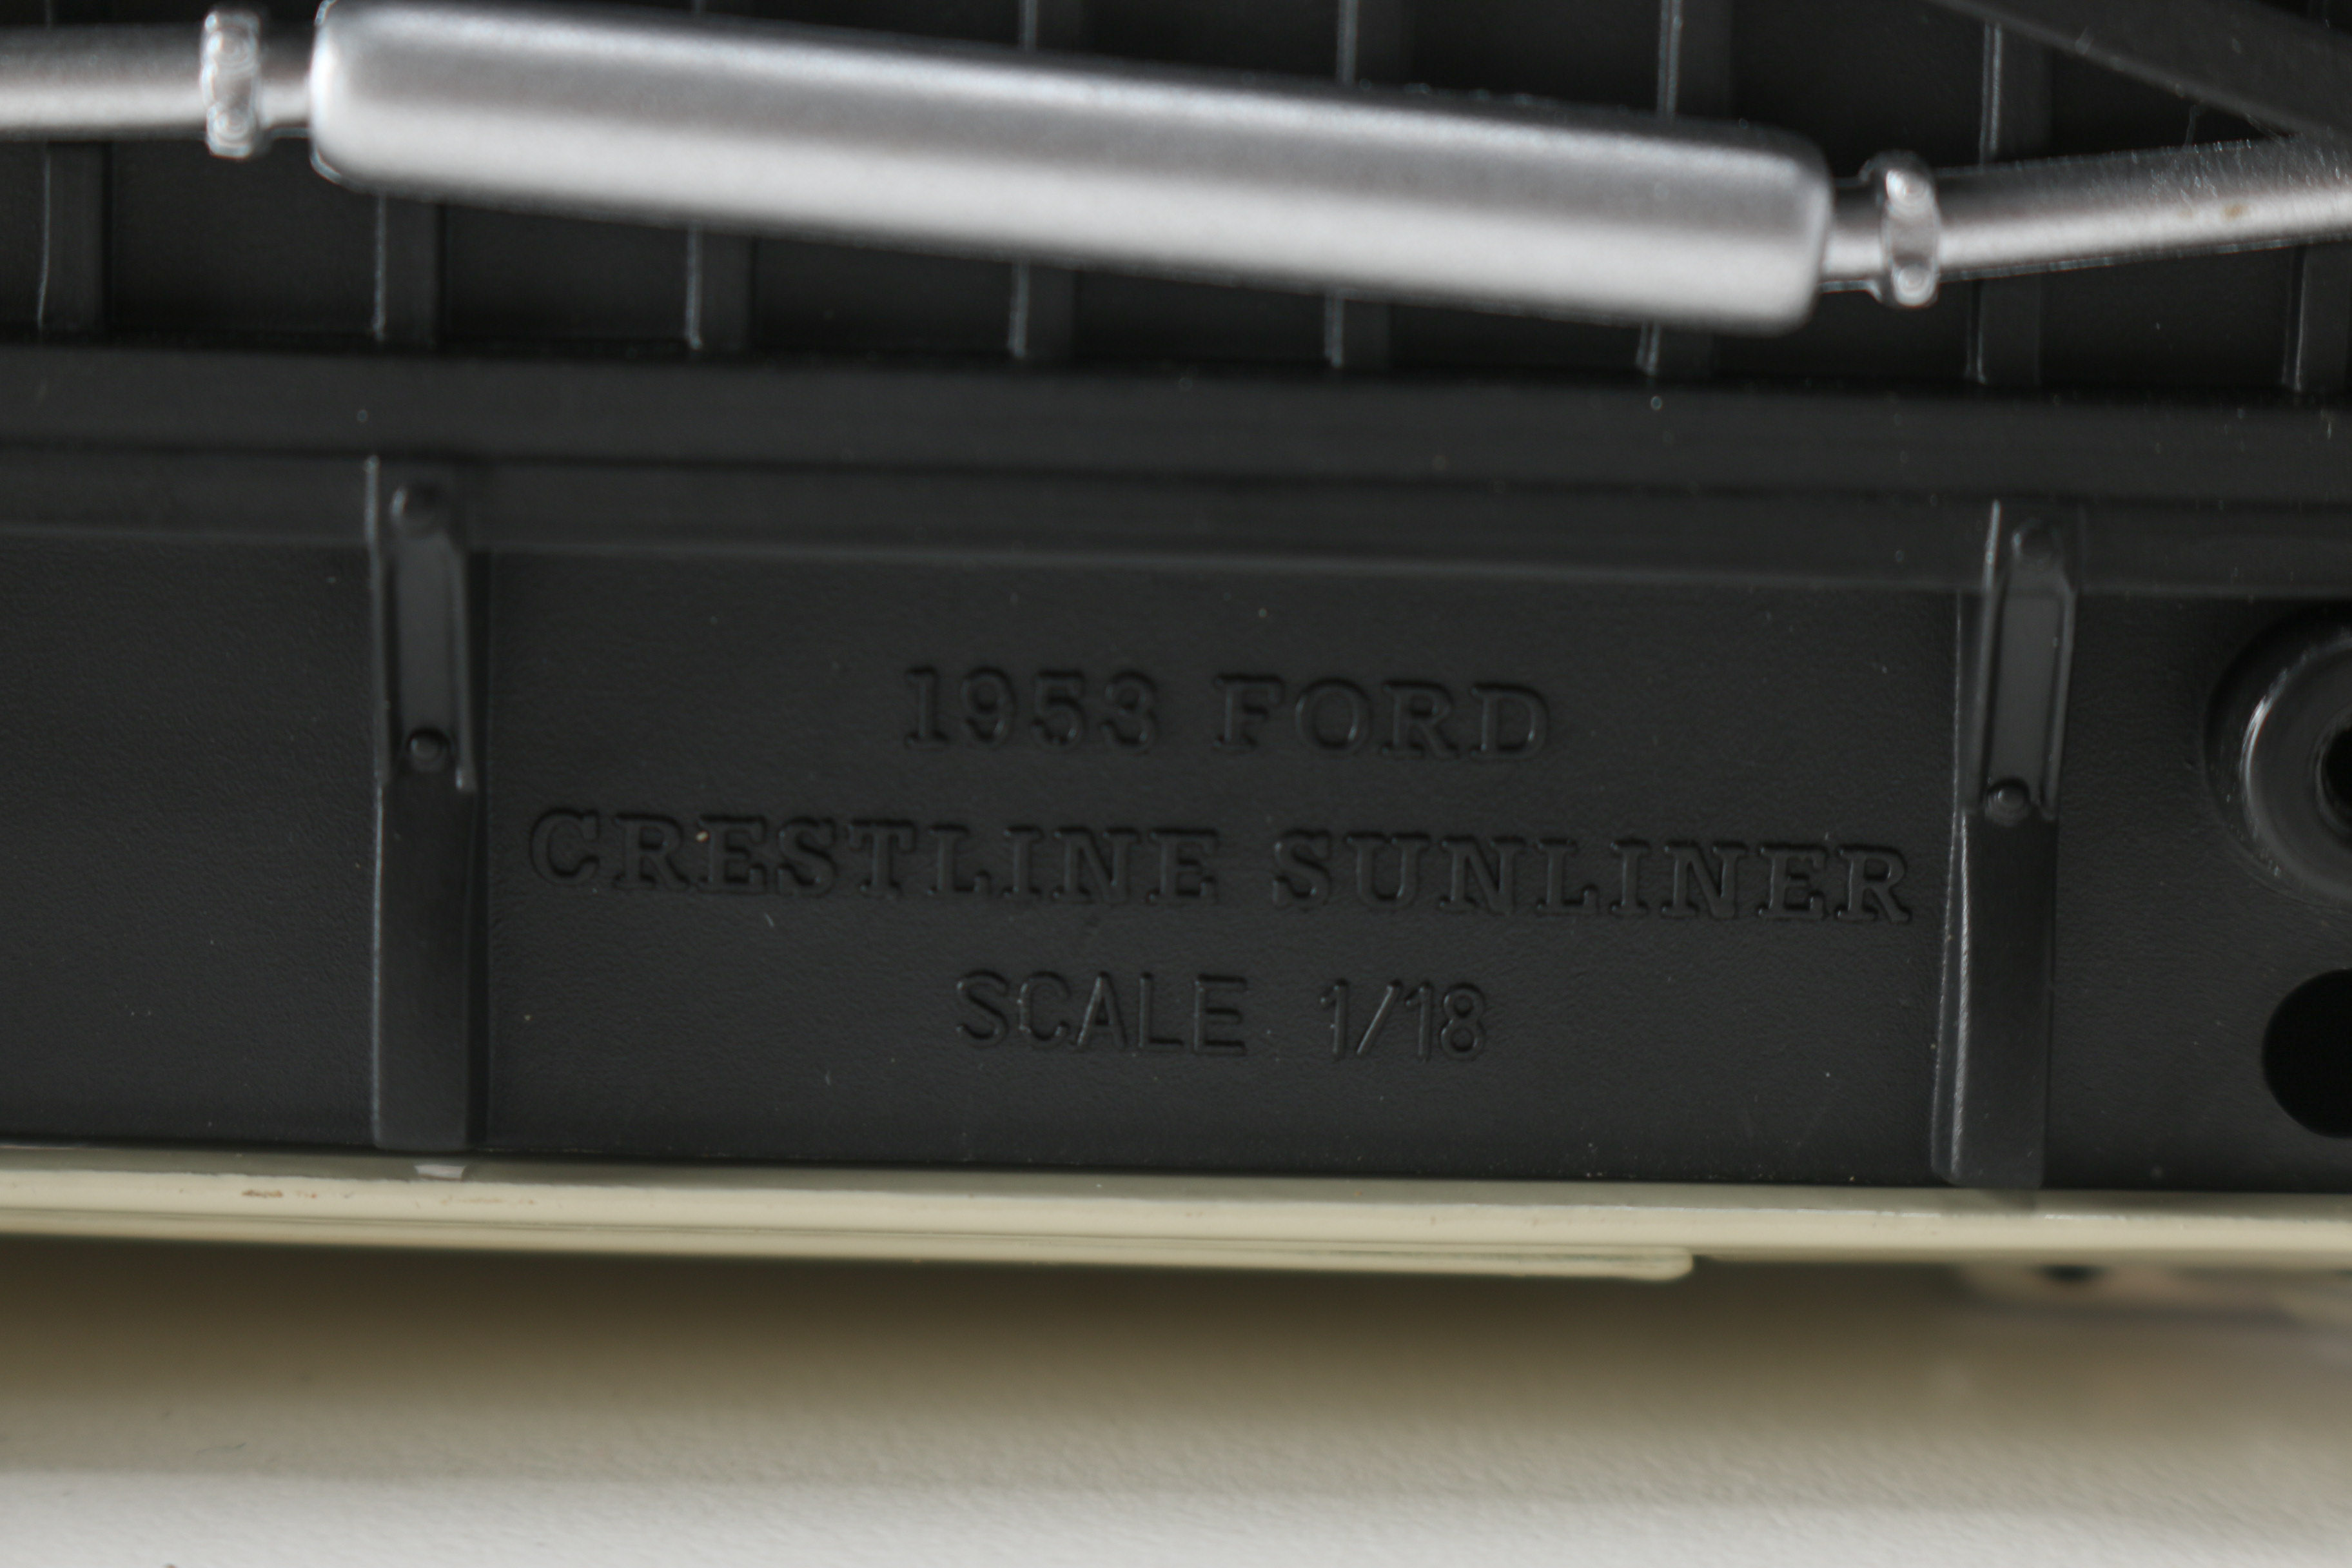 1953 FORD
CRESTLINE SUNLINER
SCALE 1/18